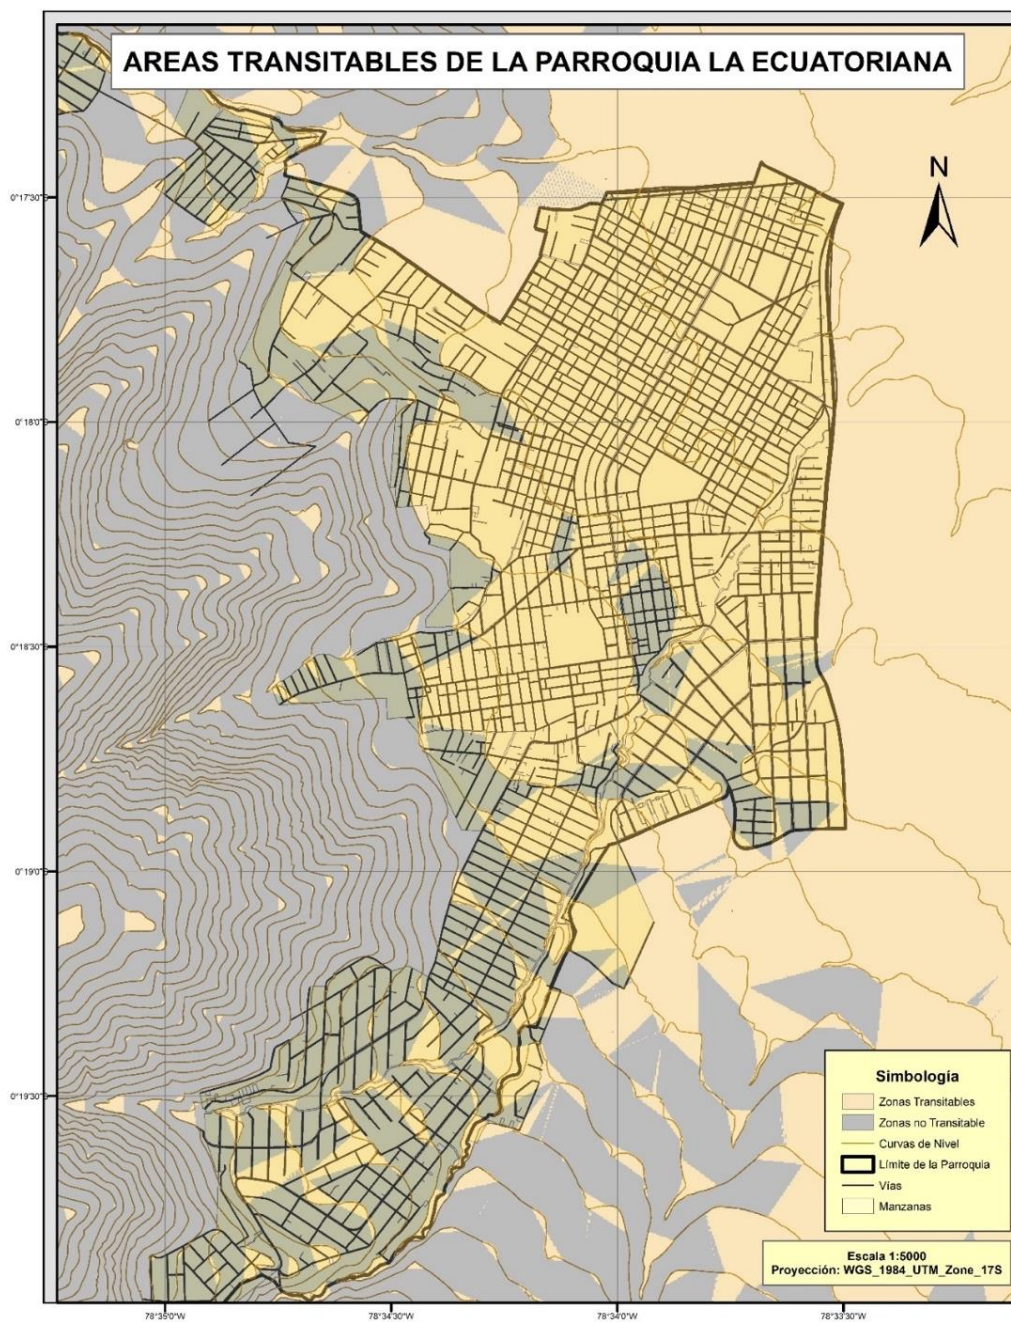 AREAS TRANSITABLES DE LA PARROQUIA LA ECUATORIANA
N
0°17'30"S
0°18'0"S
0°18'30"S
0°19'0"S
0°19'30"S
Simbología
Zonas Transitables
Zonas no Transitable
Curvas de Nivel
Límite de la Parroquia
Vías
Manzanas
Escala 1:5000
Proyección: WGS_1984_UTM_Zone_17S
78°35'0"W
78°34'30"W
78°34'0"W
78°33'30"W